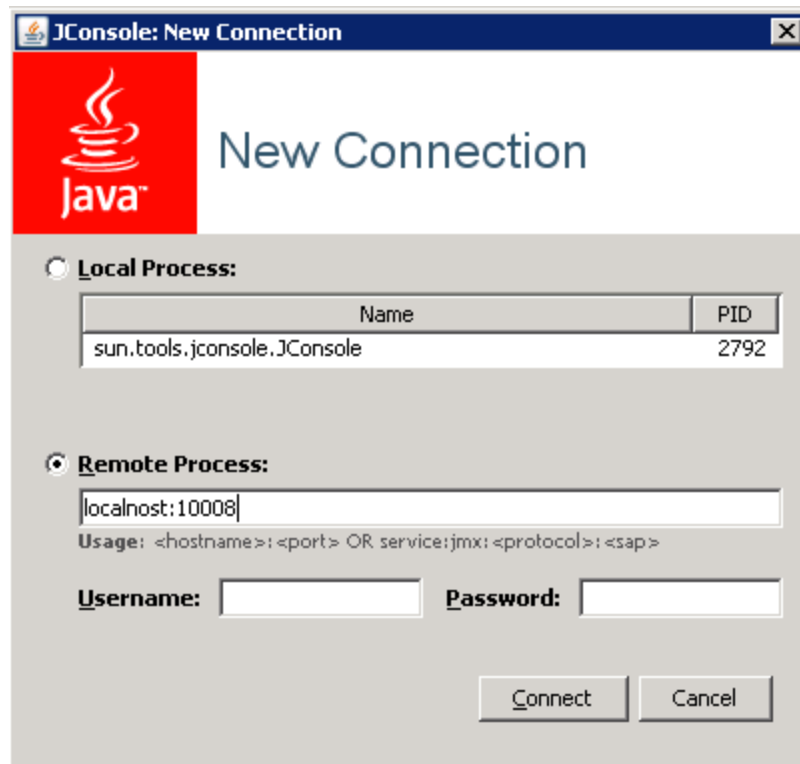 JConsole: New Connection
Java™
New Connection
Local Process:
Name PID
sun.tools.jconsole.JConsole 2792
Remote Process:
localnost:10008
Usage: <hostname>:<port> OR service:jmx:<protocol>:<sap>
Username: Password:
Connect Cancel